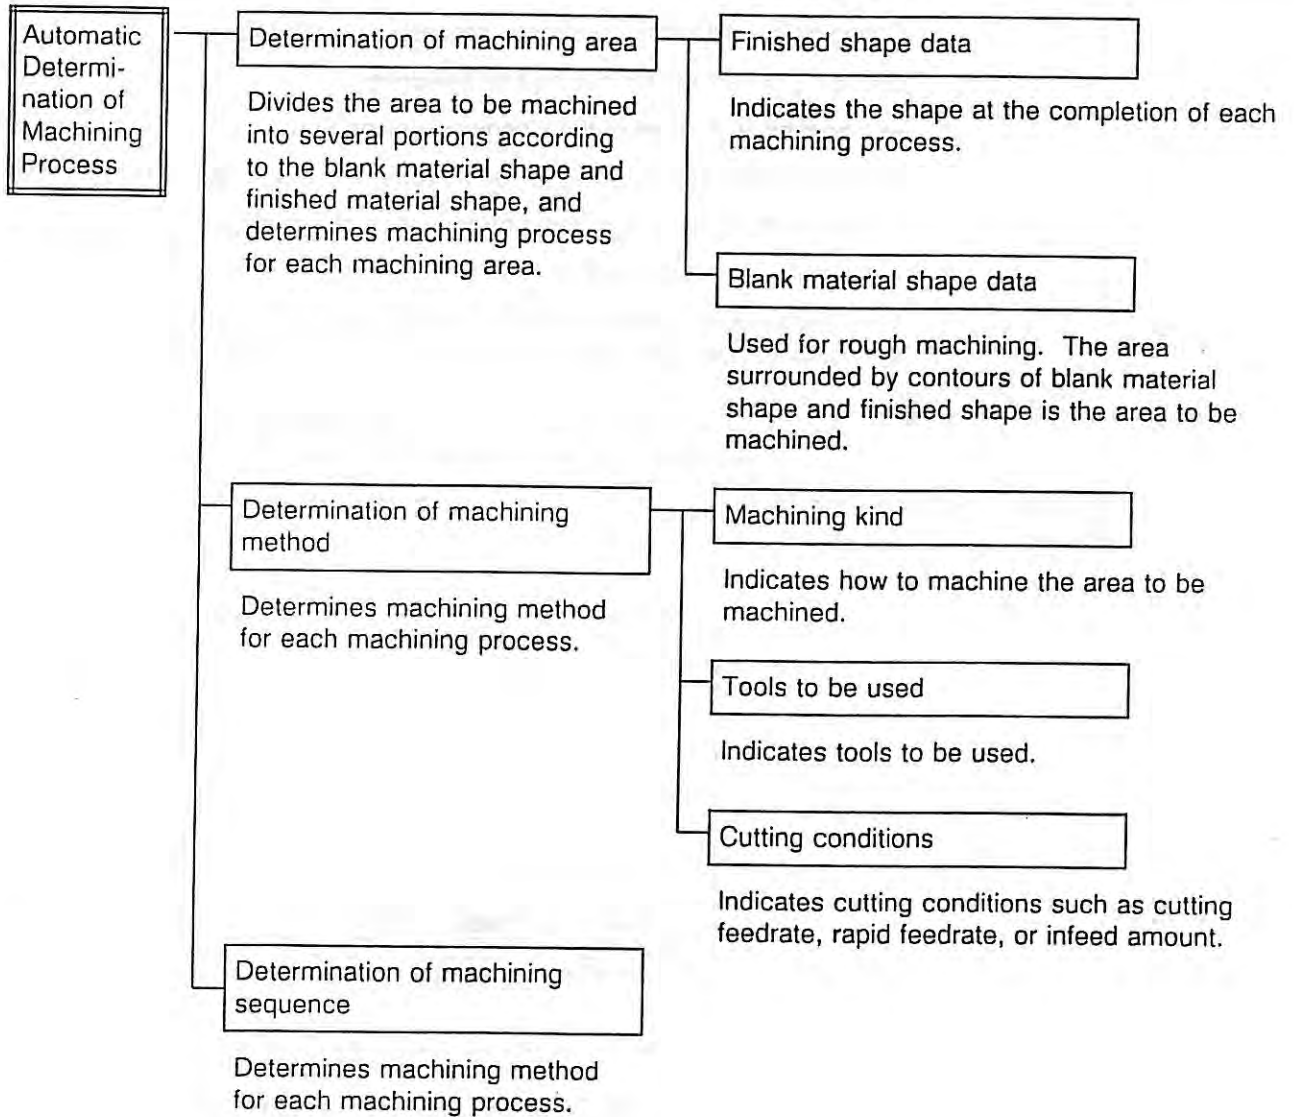 Automatic
Determi-
nation of
Machining
Process
Determination of machining area
Divides the area to be machined
into several portions according
to the blank material shape and
finished material shape, and
determines machining process
for each machining area.
Finished shape data
Indicates the shape at the completion of each
machining process.
Blank material shape data
Used for rough machining. The area
surrounded by contours of blank material
shape and finished shape is the area to be
machined.
Determination of machining
method
Determines machining method
for each machining process.
Machining kind
Indicates how to machine the area to be
machined.
Tools to be used
Indicates tools to be used.
Cutting conditions
Indicates cutting conditions such as cutting
feedrate, rapid feedrate, or infeed amount.
Determination of machining
sequence
Determines machining method
for each machining process.